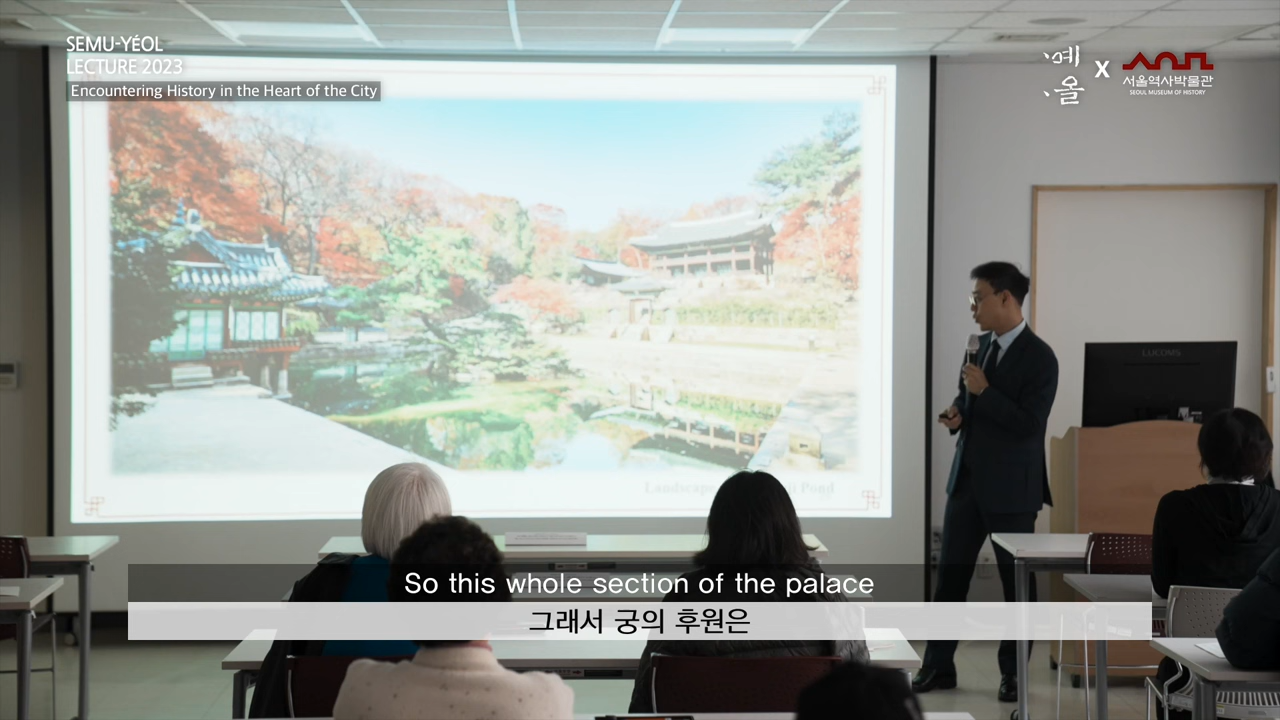 SEMU-YÉOL
LECTURE 2023
Encountering History in the Heart of the City
예
올
X
서울역사박물관
SEOUL MUSEUM OF HISTORY
LUCOMS
Landscape
Pond
So this whole section of the palace
그래서 궁의 후원은